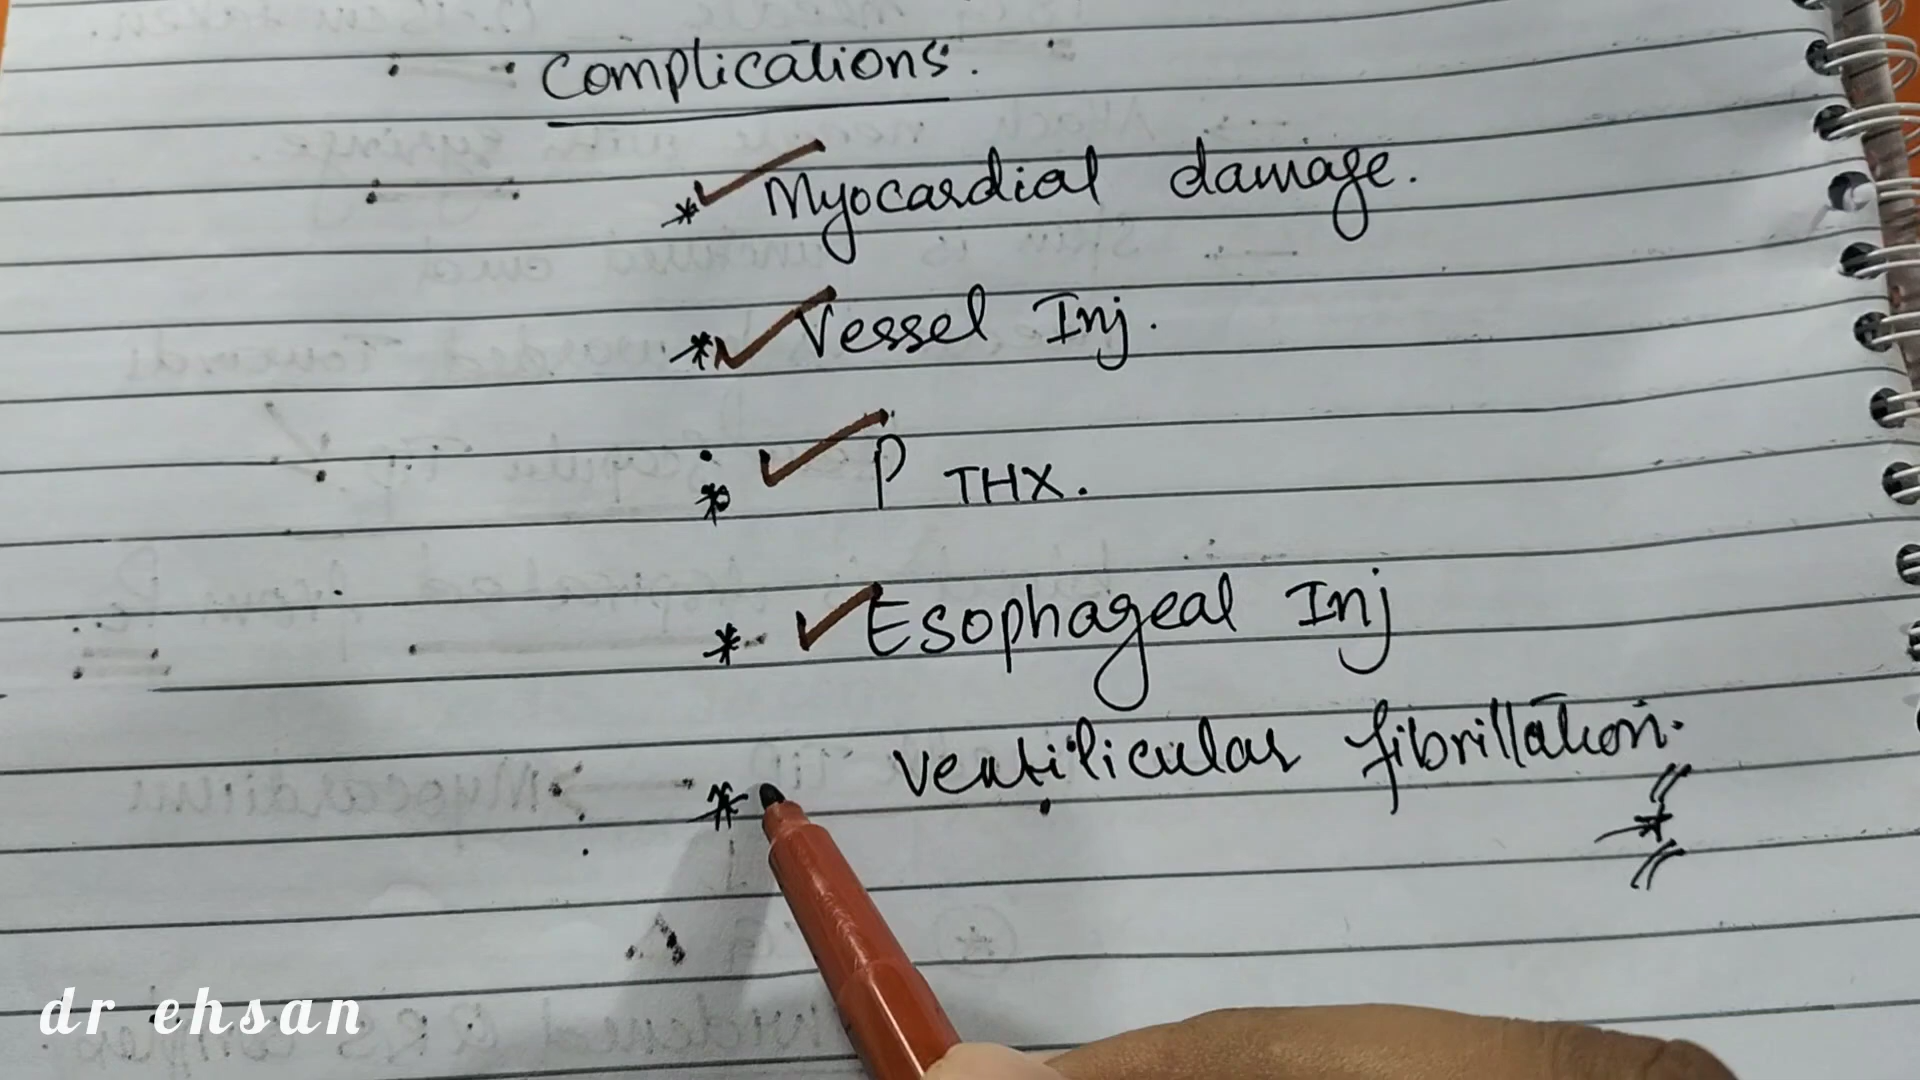 Complications.
* Myocardial damage.
* Vessel Inj.
* P THX.
* Esophageal Inj
* ventilicular fibrillation.
dr ehsan